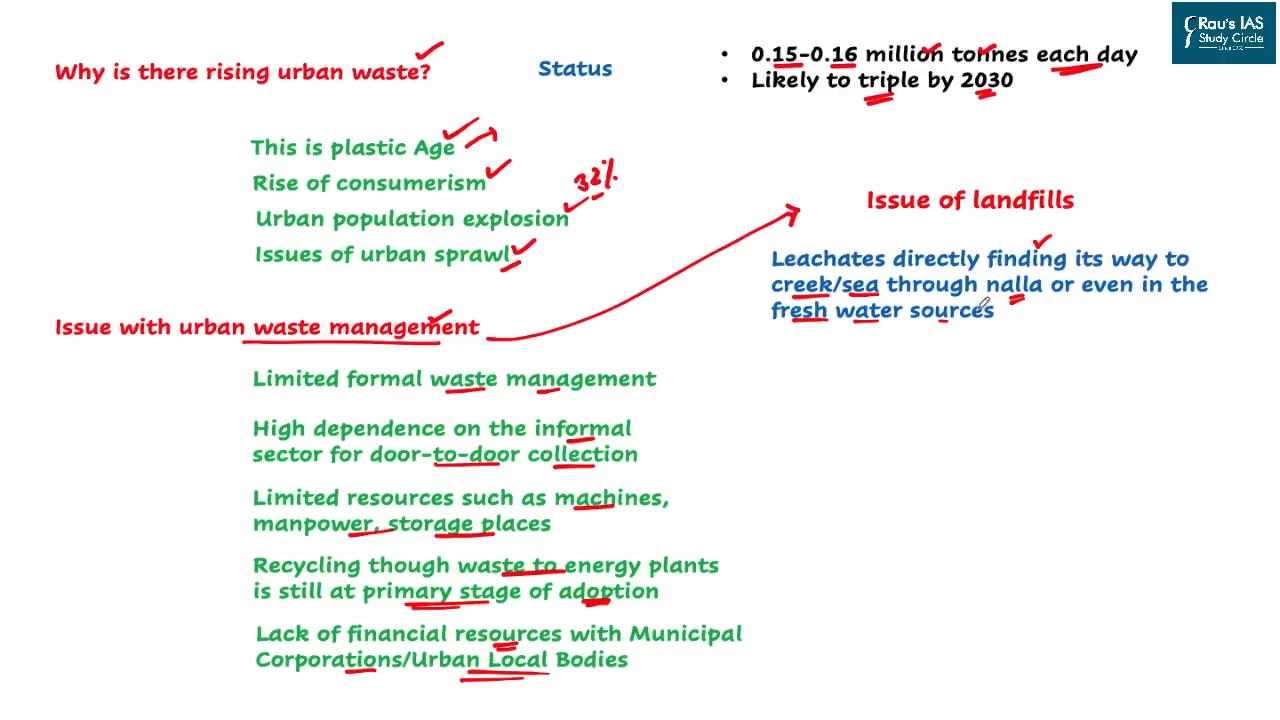 Rau's IAS
Study Circle
Since 1953
Why is there rising urban waste?
Status
• 0.15-0.16 million tonnes each day
• Likely to triple by 2030
This is plastic Age
Rise of consumerism
32%
Urban population explosion
Issues of urban sprawl
Issue with urban waste management
Limited formal waste management
High dependence on the informal
sector for door-to-door collection
Limited resources such as machines,
manpower, storage places
Recycling though waste to energy plants
is still at primary stage of adoption
Lack of financial resources with Municipal
Corporations/Urban Local Bodies
Issue of landfills
Leachates directly finding its way to
creek/sea through nalla or even in the
fresh water sources